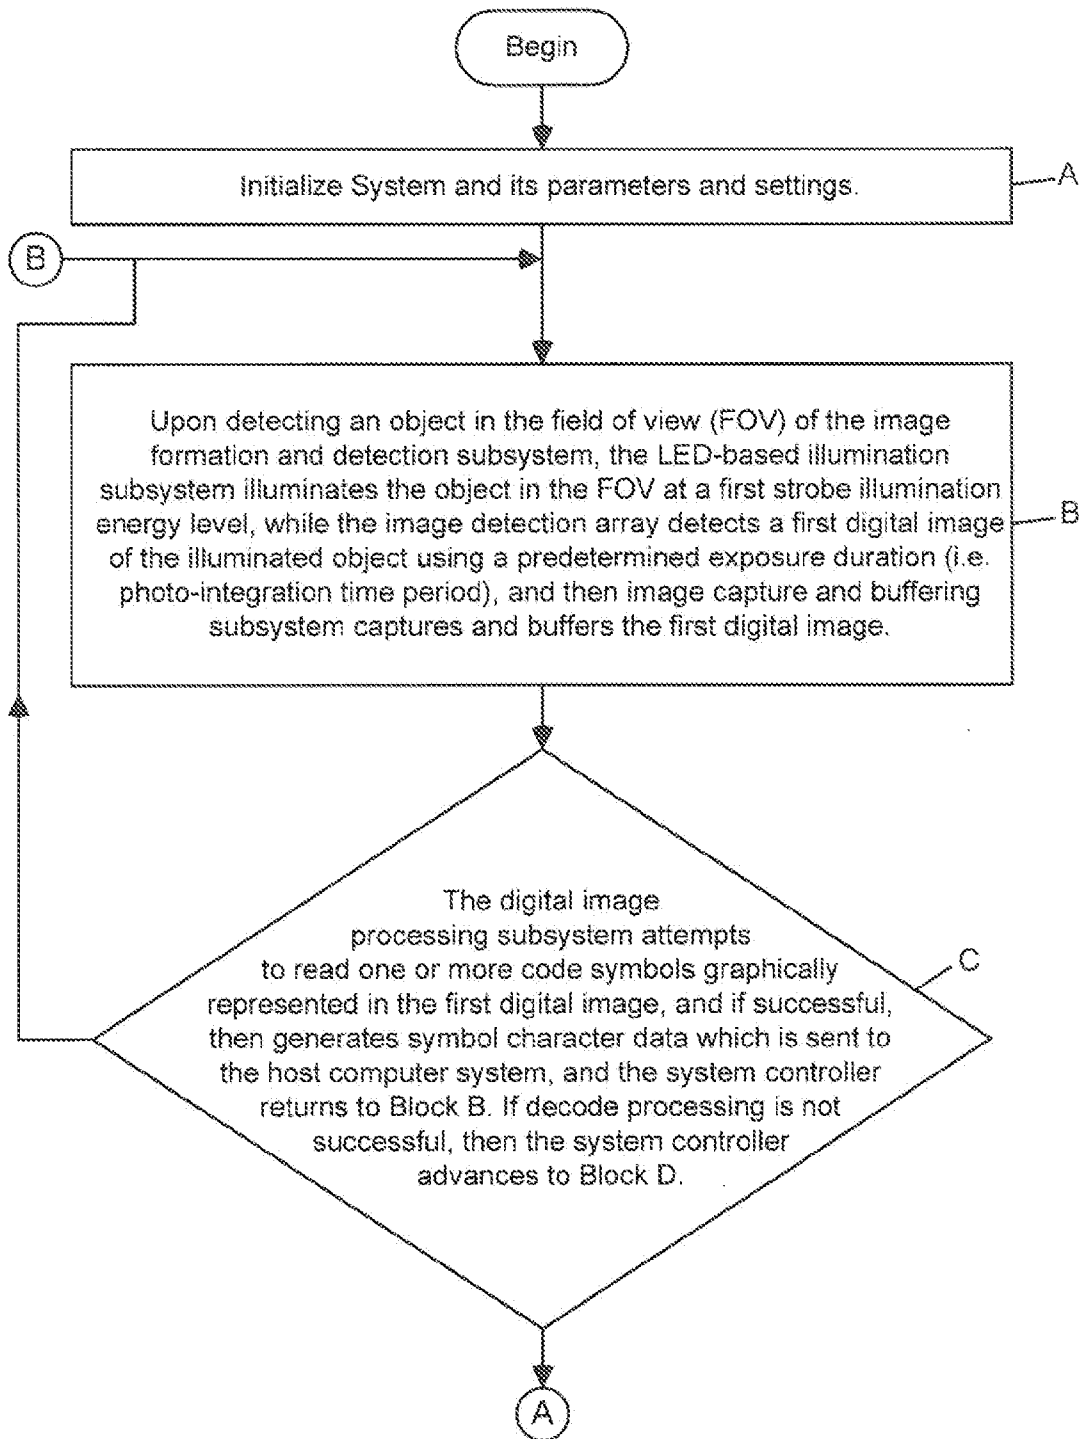 Begin
Initialize System and its parameters and settings.
A
B
Upon detecting an object in the field of view (FOV) of the image
formation and detection subsystem, the LED-based illumination
subsystem illuminates the object in the FOV at a first strobe illumination
energy level, while the image detection array detects a first digital image
of the illuminated object using a predetermined exposure duration (i.e.
photo-integration time period), and then image capture and buffering
subsystem captures and buffers the first digital image.
B
The digital image
processing subsystem attempts
to read one or more code symbols graphically
represented in the first digital image, and if successful,
then generates symbol character data which is sent to
the host computer system, and the system controller
returns to Block B. If decode processing is not
successful, then the system controller
advances to Block D.
C
A